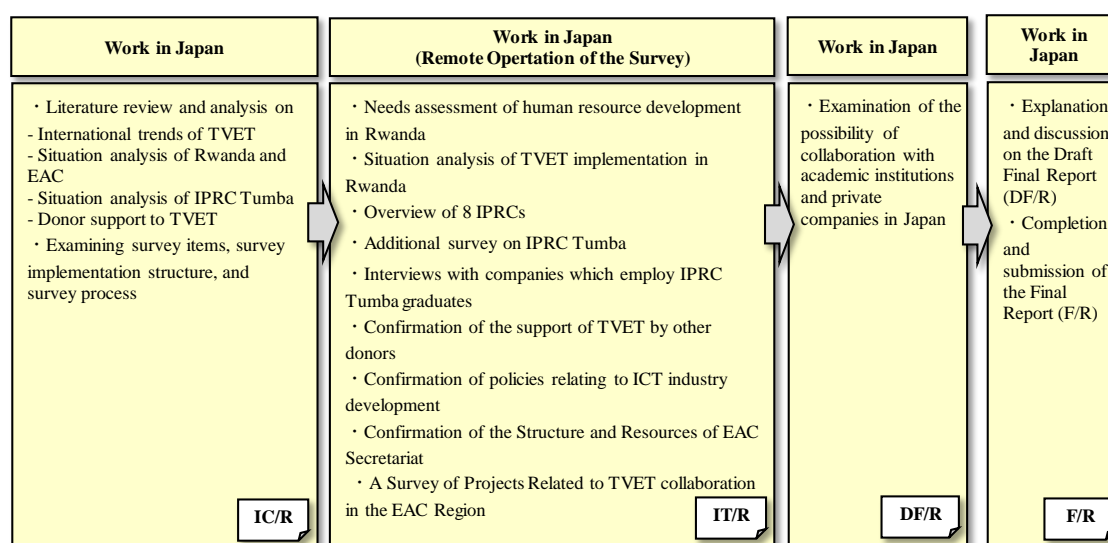 Work in Japan
・Literature review and analysis on
- International trends of TVET
- Situation analysis of Rwanda and
EAC
- Situation analysis of IPRC Tumba
- Donor support to TVET
・Examining survey items, survey
implementation structure, and
survey process
IC/R
Work in Japan
(Remote Opertation of the Survey)
・Needs assessment of human resource development
in Rwanda
・Situation analysis of TVET implementation in
Rwanda
・Overview of 8 IPRCs
・Additional survey on IPRC Tumba
・Interviews with companies which employ IPRC
Tumba graduates
・Confirmation of the support of TVET by other
donors
・Confirmation of policies relating to ICT industry
development
・Confirmation of the Structure and Resources of EAC
Secretariat
・A Survey of Projects Related to TVET collaboration
in the EAC Region
IT/R
Work in Japan
・Examination of the
possibility of
collaboration with
academic institutions
and private
companies in Japan
DF/R
Work in
Japan
・Explanation
and discussion
on the Draft
Final Report
(DF/R)
・Completion
and
submission of
the Final
Report (F/R)
F/R